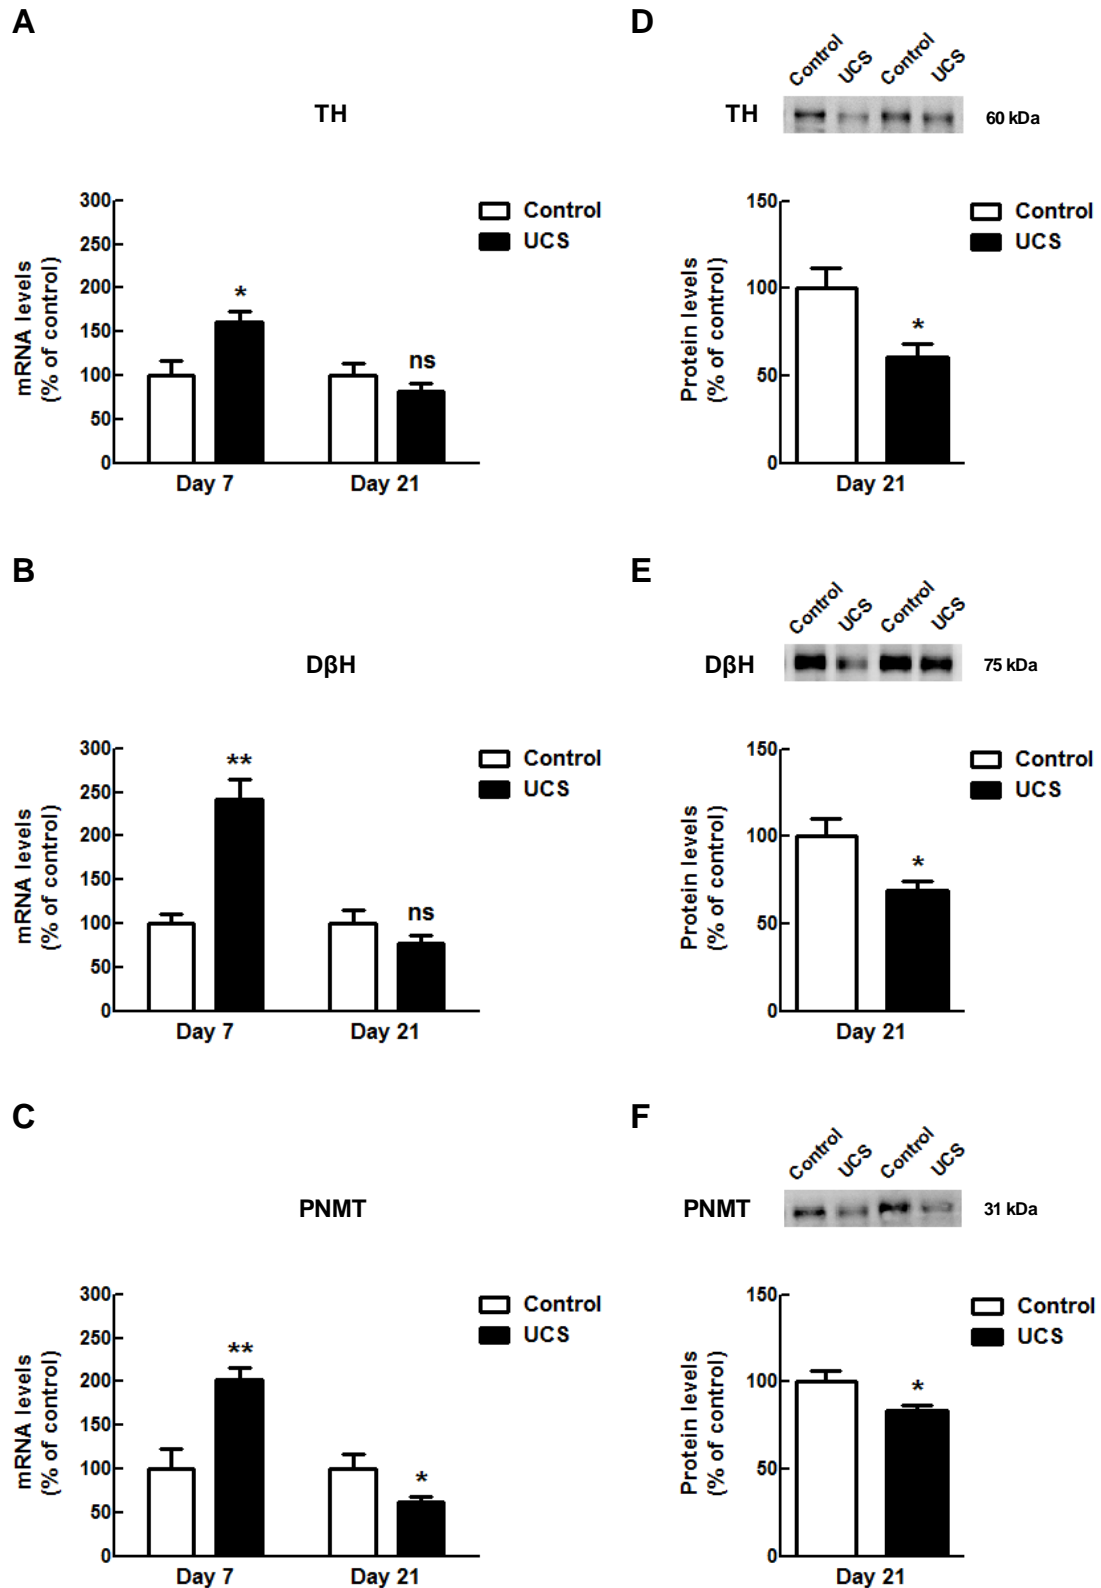 A
TH
300
250
200
150
100
50
0
mRNA levels
(% of control)
*
ns
Day 7
Day 21
Control
UCS
D
Control
UCS
Control
UCS
TH
60 kDa
150
100
50
0
Protein levels
(% of control)
*
Day 21
Control
UCS
B
DβH
300
250
200
150
100
50
0
mRNA levels
(% of control)
**
ns
Day 7
Day 21
Control
UCS
E
Control
UCS
Control
UCS
DβH
75 kDa
150
100
50
0
Protein levels
(% of control)
*
Day 21
Control
UCS
C
PNMT
300
250
200
150
100
50
0
mRNA levels
(% of control)
**
*
Day 7
Day 21
Control
UCS
F
Control
UCS
Control
UCS
PNMT
31 kDa
150
100
50
0
Protein levels
(% of control)
*
Day 21
Control
UCS